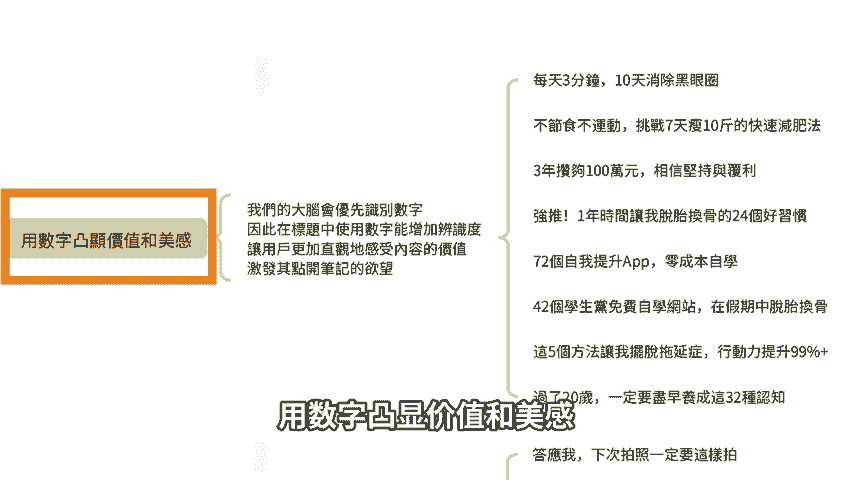 用數字凸顯價值和美感
我們的大腦會優先識別數字
因此在標題中使用數字能增加辨識度
讓用戶更加直觀地感受內容的價值
激發其點開筆記的欲望
每天3分鐘，10天消除黑眼圈
不節食不運動，挑戰7天瘦10斤的快速減肥法
3年攢夠100萬元，相信堅持與覆利
強推！1年時間讓我脫胎換骨的24個好習慣
72個自我提升App，零成本自學
42個學生黨免費自學網站，在假期中脫胎換骨
這5個方法讓我擺脫拖延症，行動力提升99%+
過了20歲，一定要盡早養成這32種認知
答應我，下次拍照一定要這樣拍
用数字凸显价值和美感